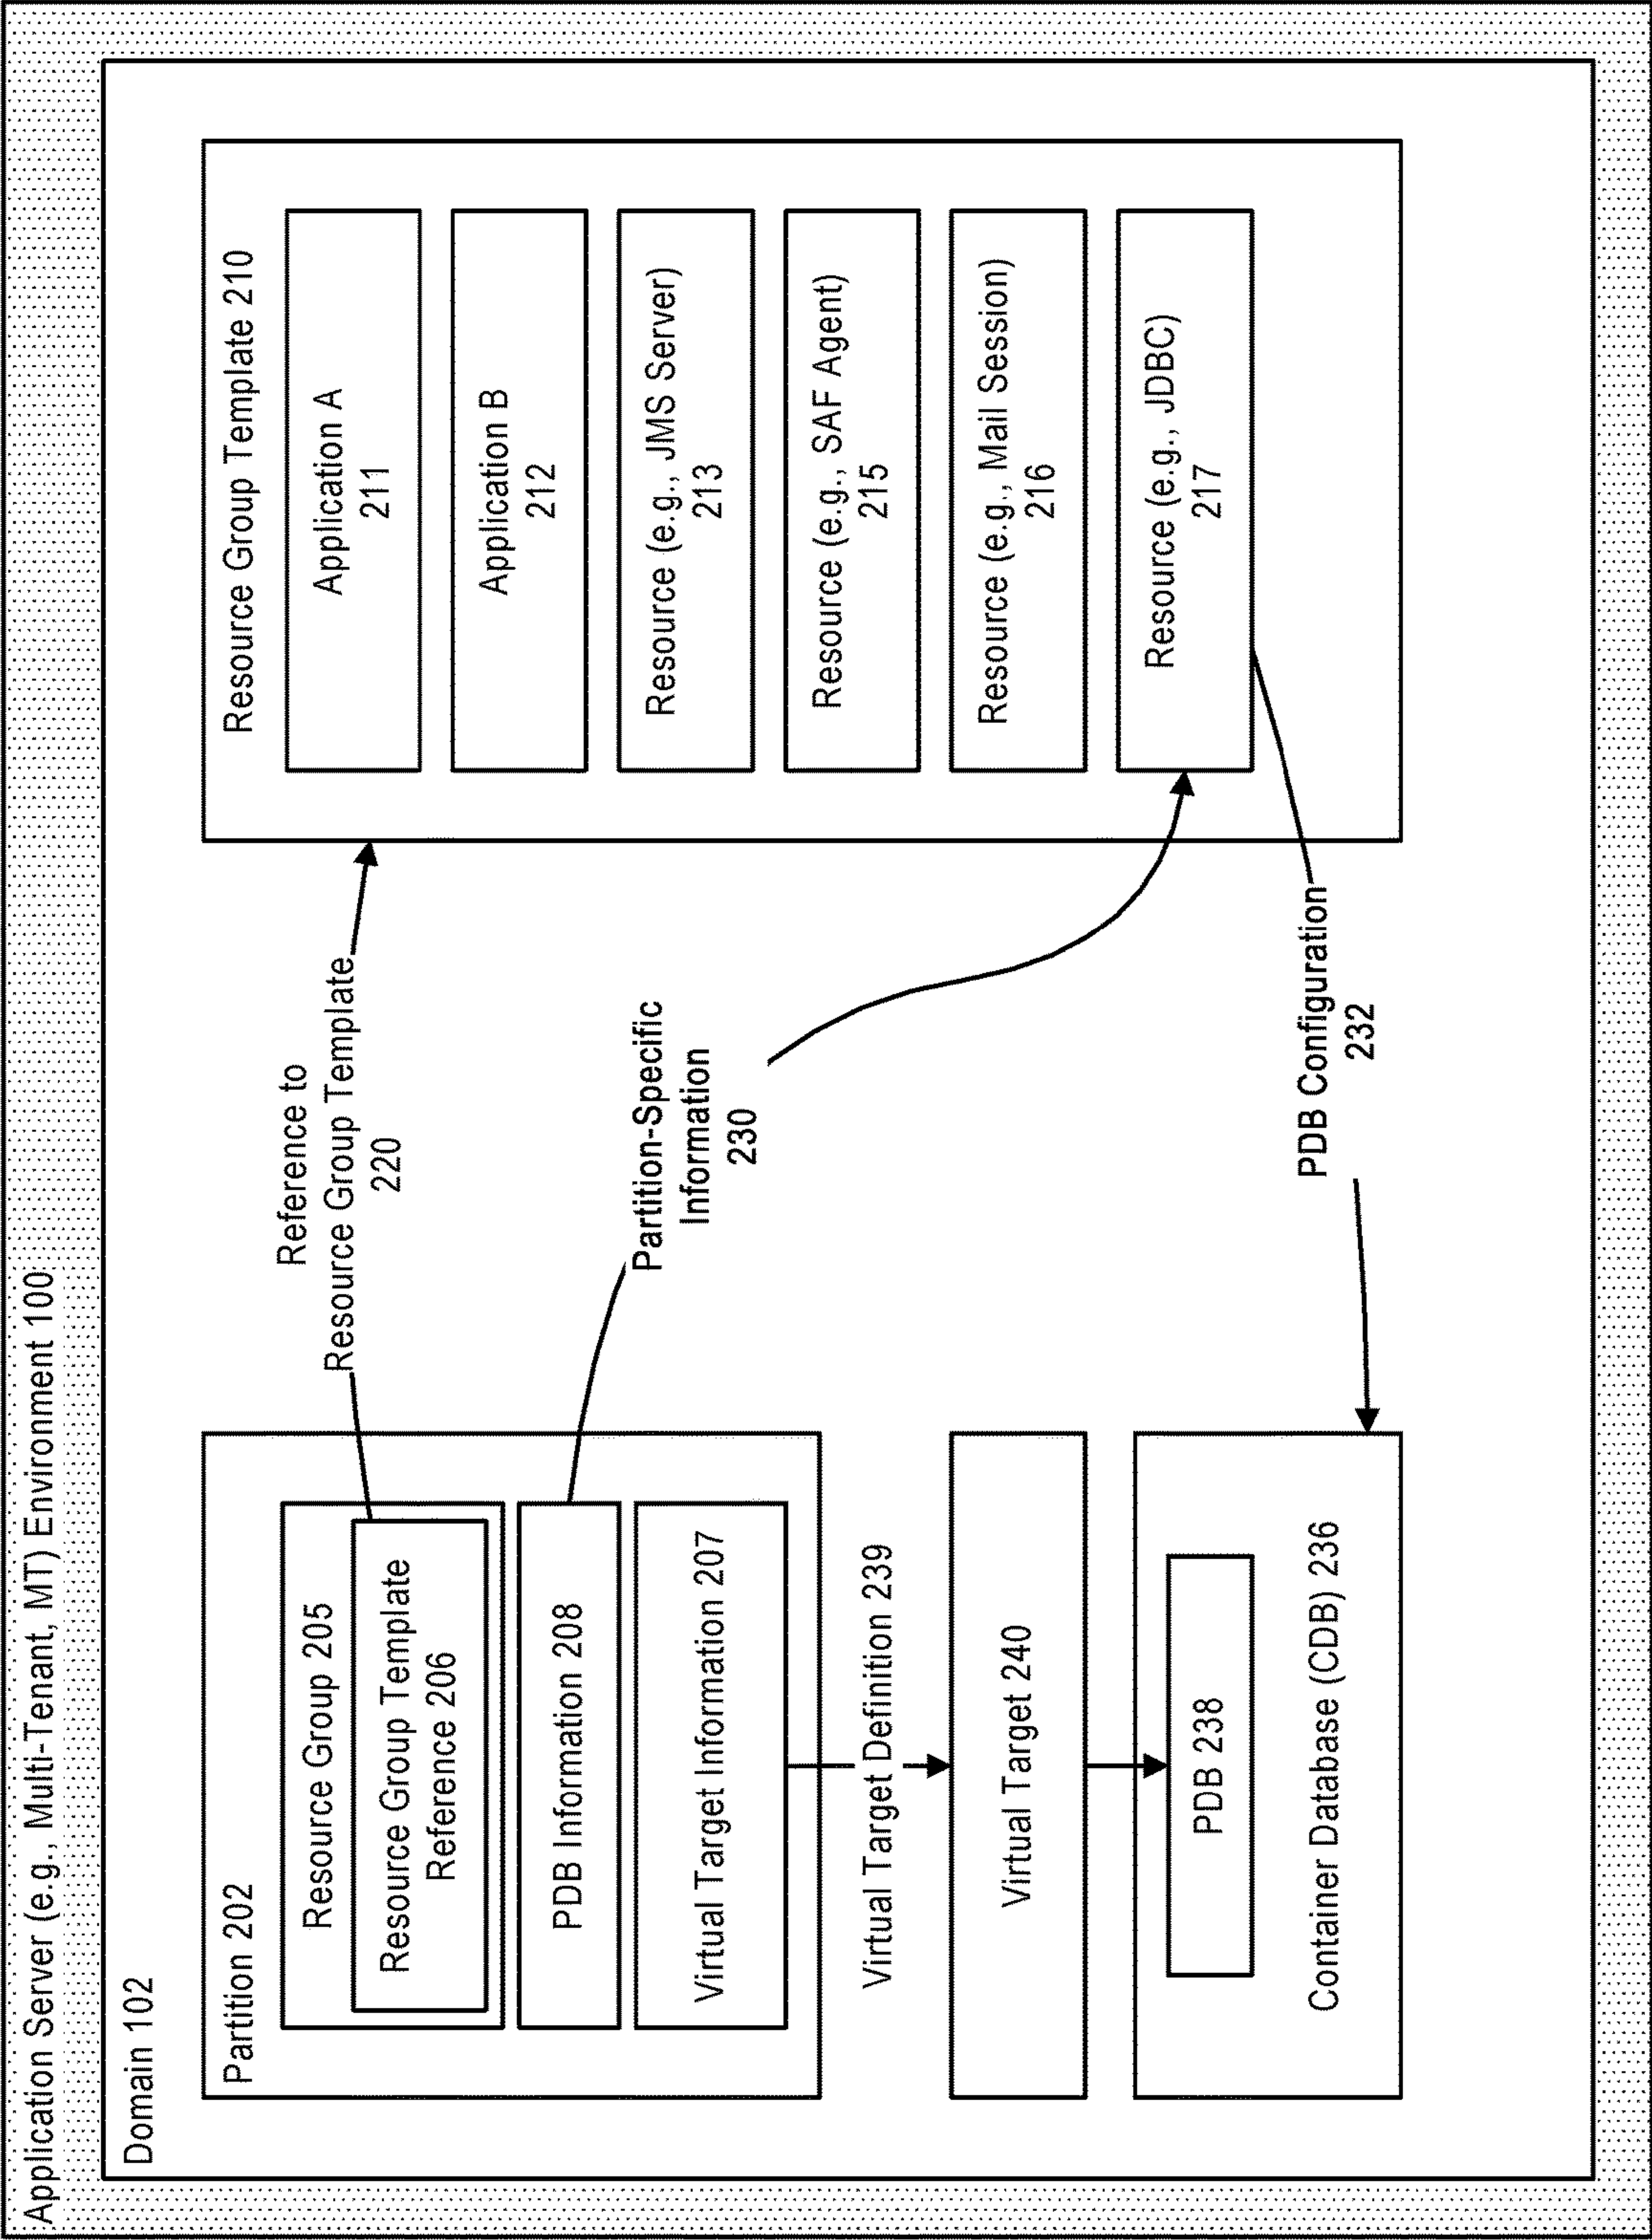 Application Server (e.g., Multi-Tenant, MT) Environment 100
Domain 102
Partition 202
Resource Group 205
Resource Group Template
Reference 206
PDB Information 208
Virtual Target Information 207
Virtual Target Definition 239
Virtual Target 240
PDB 238
Container Database (CDB) 236
Reference to
Resource Group Template
220
Partition-Specific
Information
230
PDB Configuration
232
Resource Group Template 210
Application A
211
Application B
212
Resource (e.g., JMS Server)
213
Resource (e.g., SAF Agent)
215
Resource (e.g., Mail Session)
216
Resource (e.g., JDBC)
217